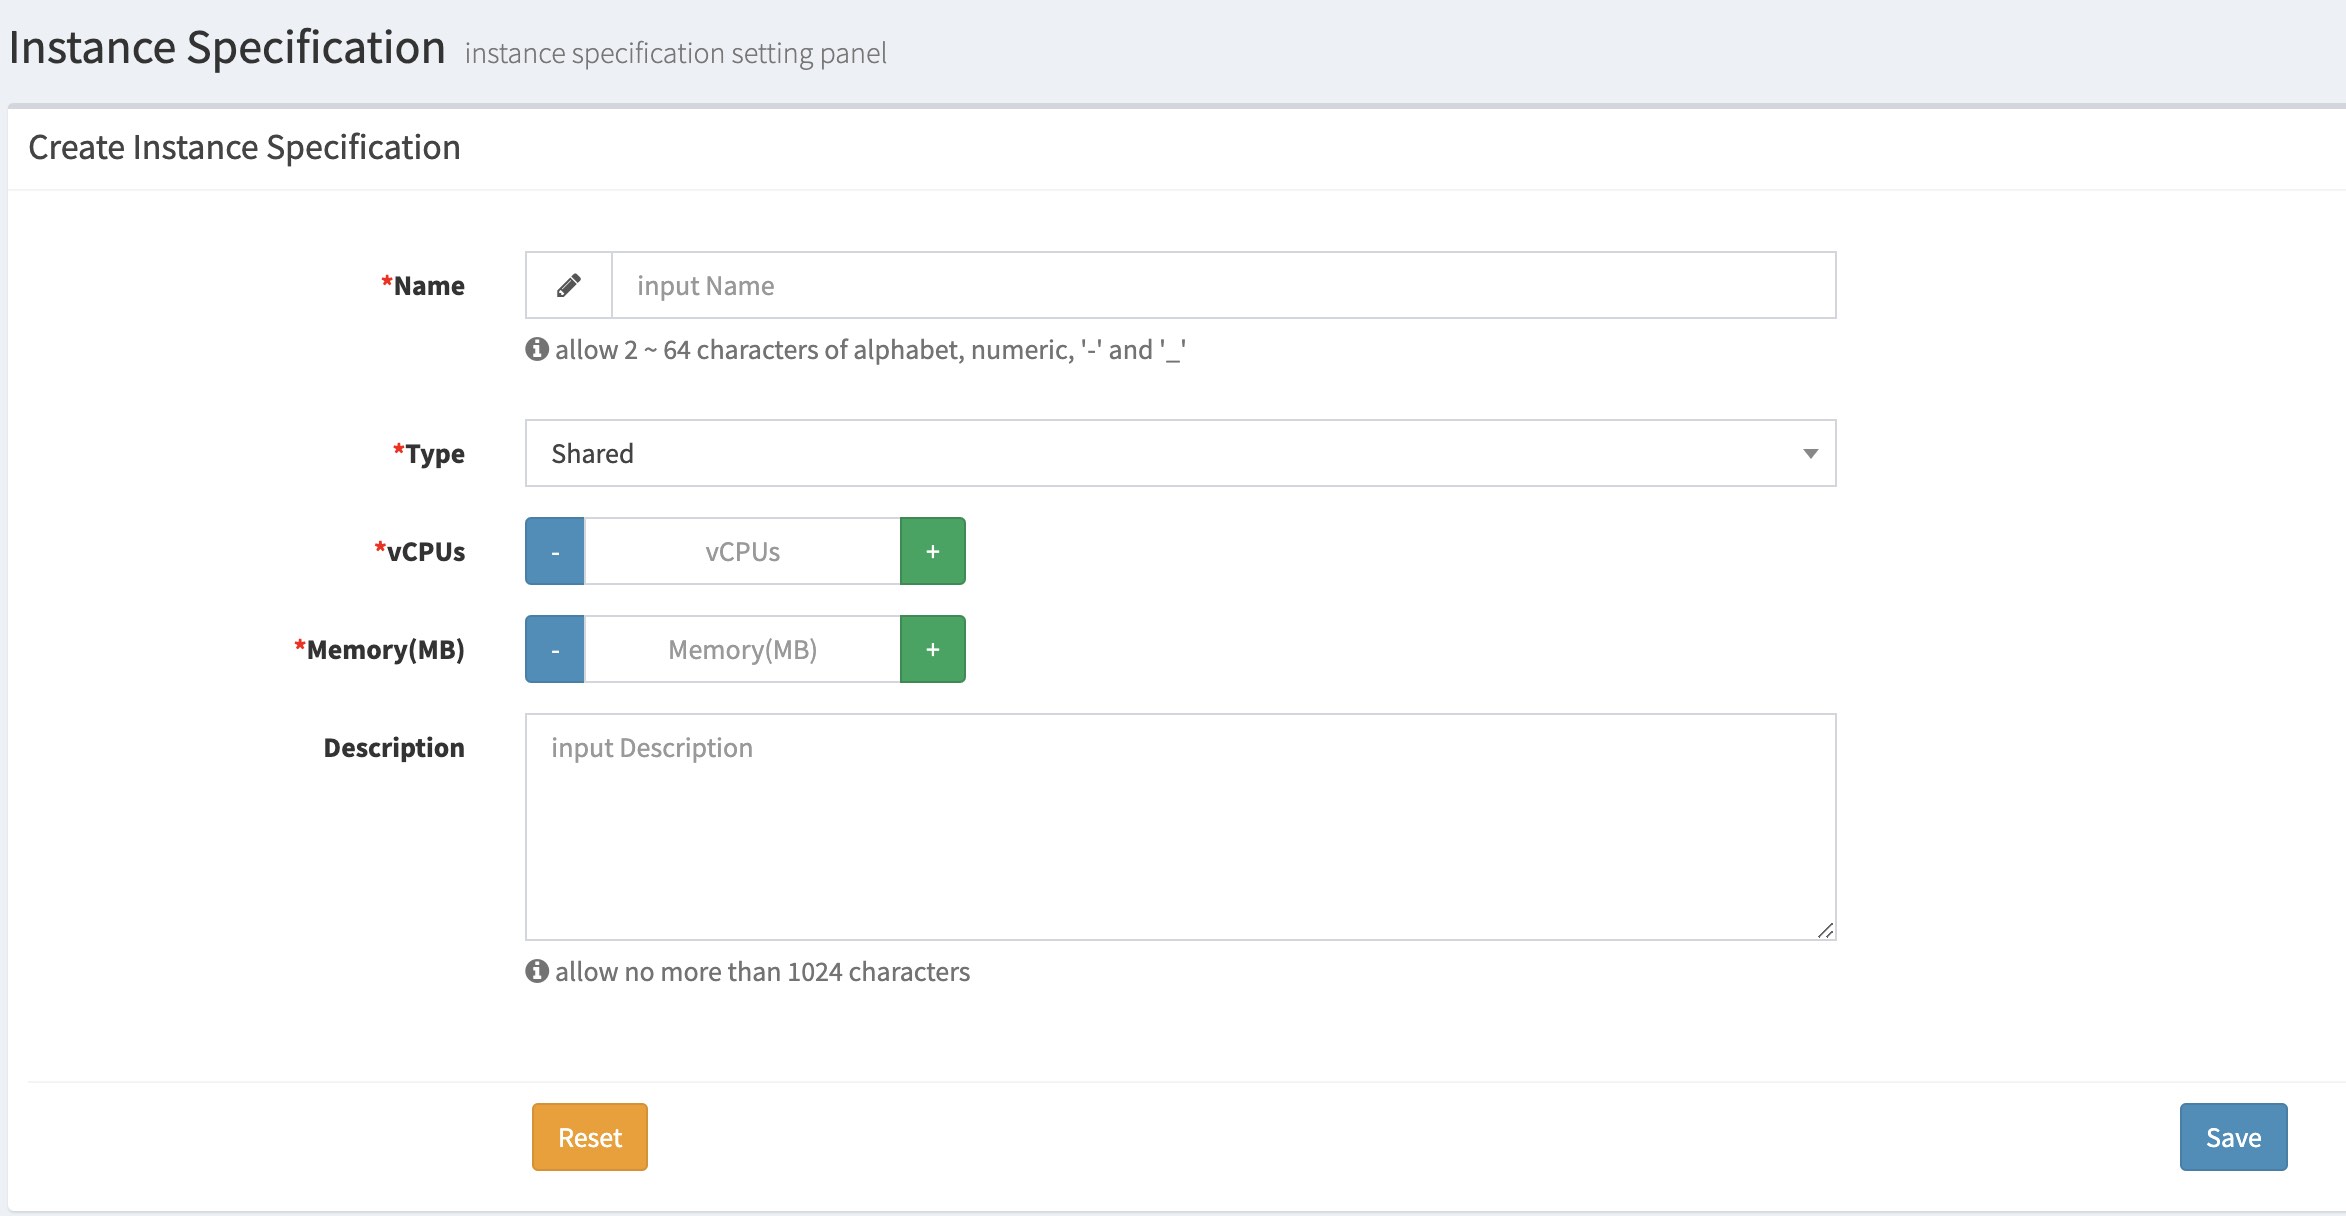 Instance Specification instance specification setting panel
Create Instance Specification
*Name input Name
allow 2 ~ 64 characters of alphabet, numeric, '-' and '_'
*Type Shared
*vCPUs - vCPUs +
*Memory(MB) - Memory(MB) +
Description input Description
allow no more than 1024 characters
Reset Save